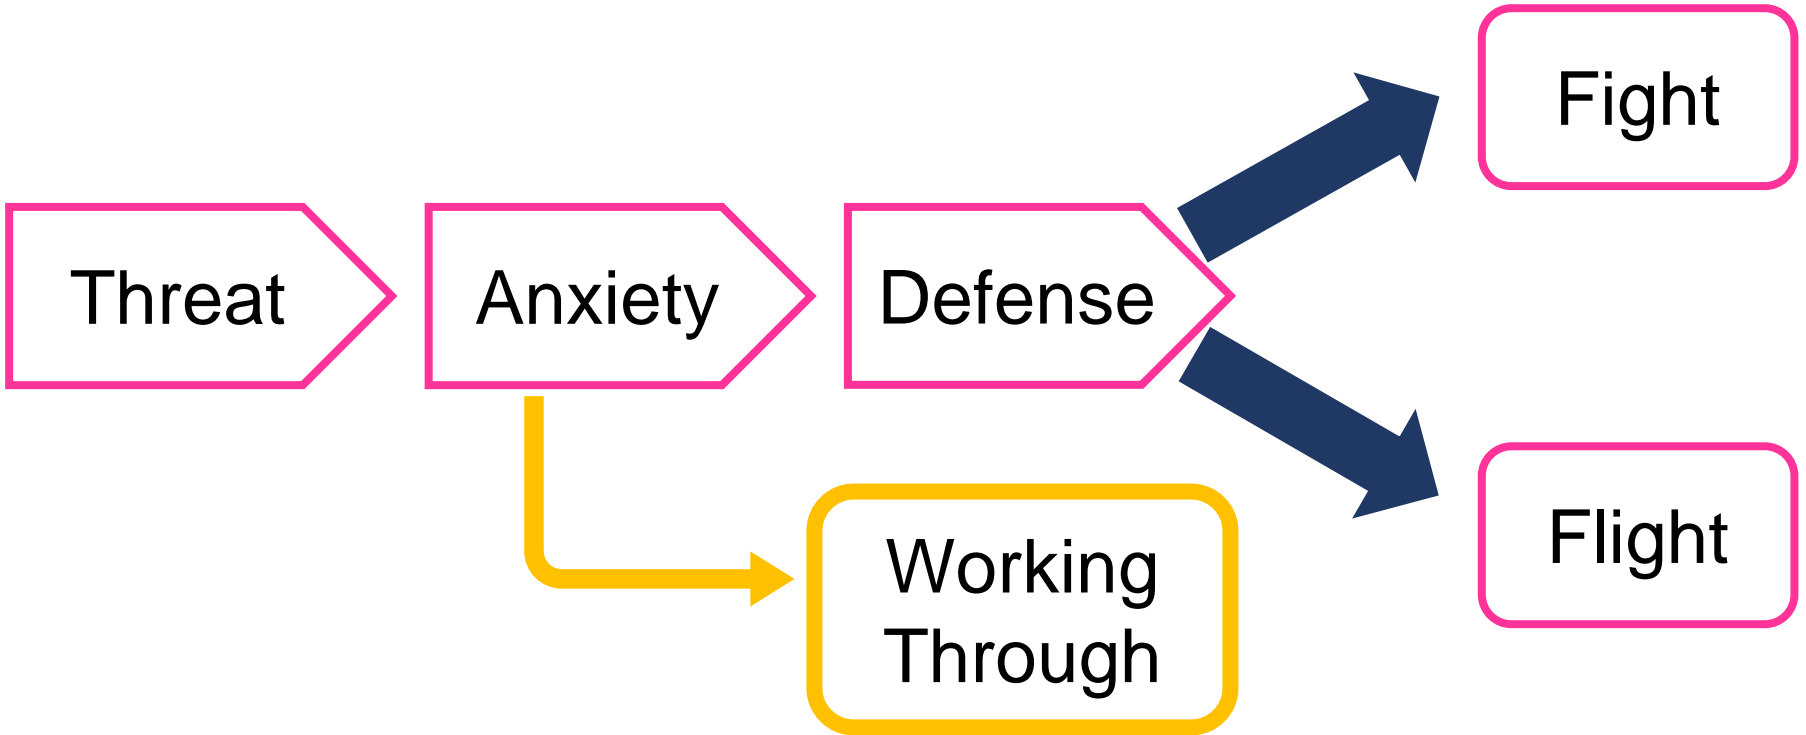 Threat
Anxiety
Defense
Fight
Flight
Working
Through